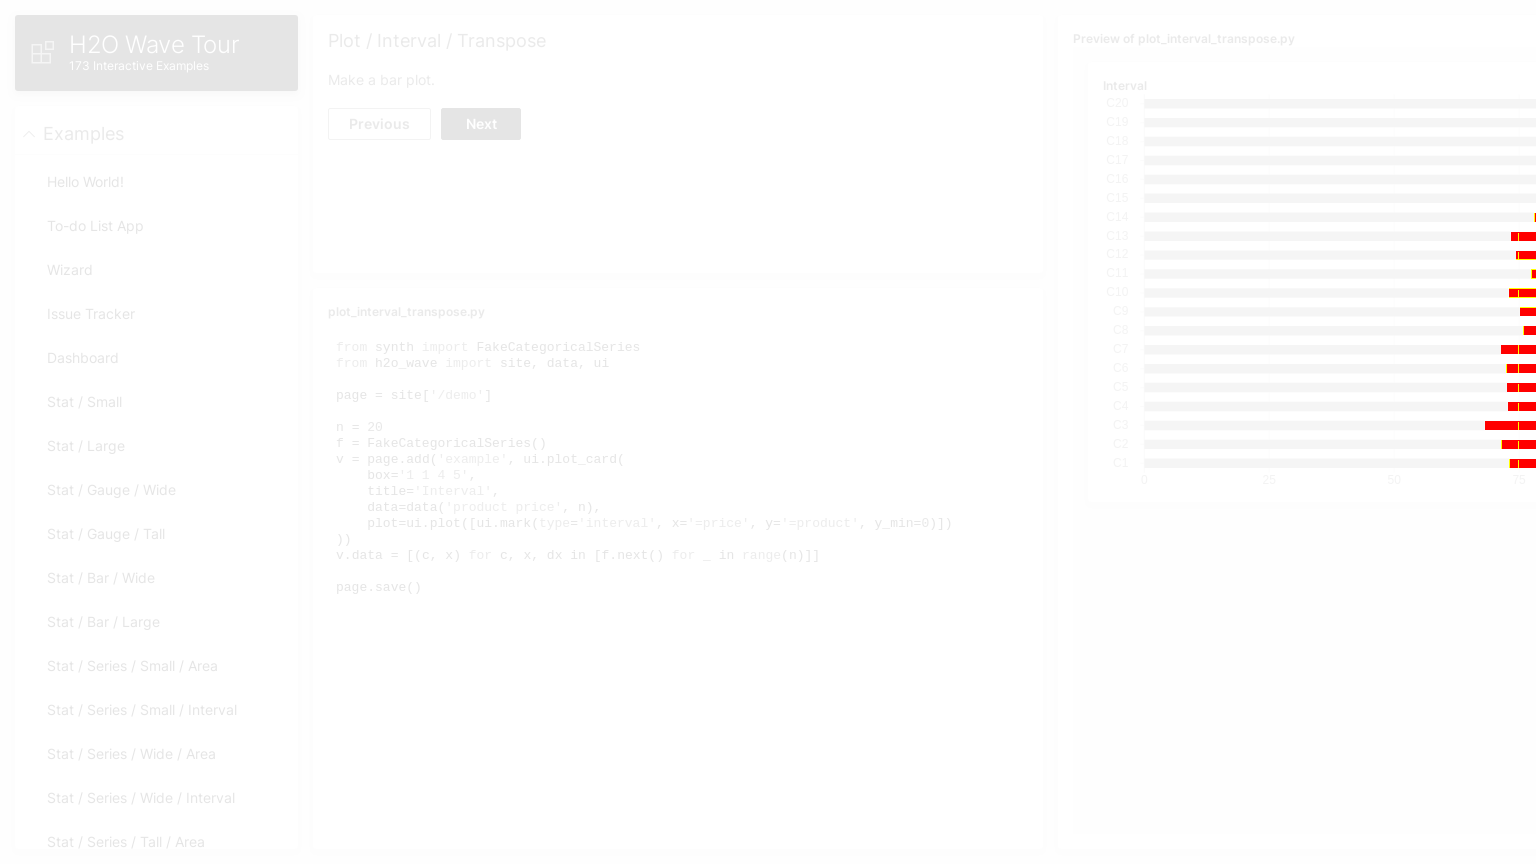 H2O Wave Tour
173 Interactive Examples
Examples
Hello World!
To-do List App
Wizard
Issue Tracker
Dashboard
Stat / Small
Stat / Large
Stat / Gauge / Wide
Stat / Gauge / Tall
Stat / Bar / Wide
Stat / Bar / Large
Stat / Series / Small / Area
Stat / Series / Small / Interval
Stat / Series / Wide / Area
Stat / Series / Wide / Interval
Stat / Series / Tall / Area
Plot / Interval / Transpose
Make a bar plot.
Previous
Next
plot_interval_transpose.py
from synth import FakeCategoricalSeries
from h2o_wave import site, data, ui
page = site['/demo']
n = 20
f = FakeCategoricalSeries()
v = page.add('example', ui.plot_card(
    box='1 1 4 5',
    title='Interval',
    data=data('product price', n),
    plot=ui.plot([ui.mark(type='interval', x='=price', y='=product', y_min=0)])
))
v.data = [(c, x) for c, x, dx in [f.next() for _ in range(n)]]
page.save()
Preview of plot_interval_transpose.py
Interval
C20
C19
C18
C17
C16
C15
C14
C13
C12
C11
C10
C9
C8
C7
C6
C5
C4
C3
C2
C1
0 25 50 75